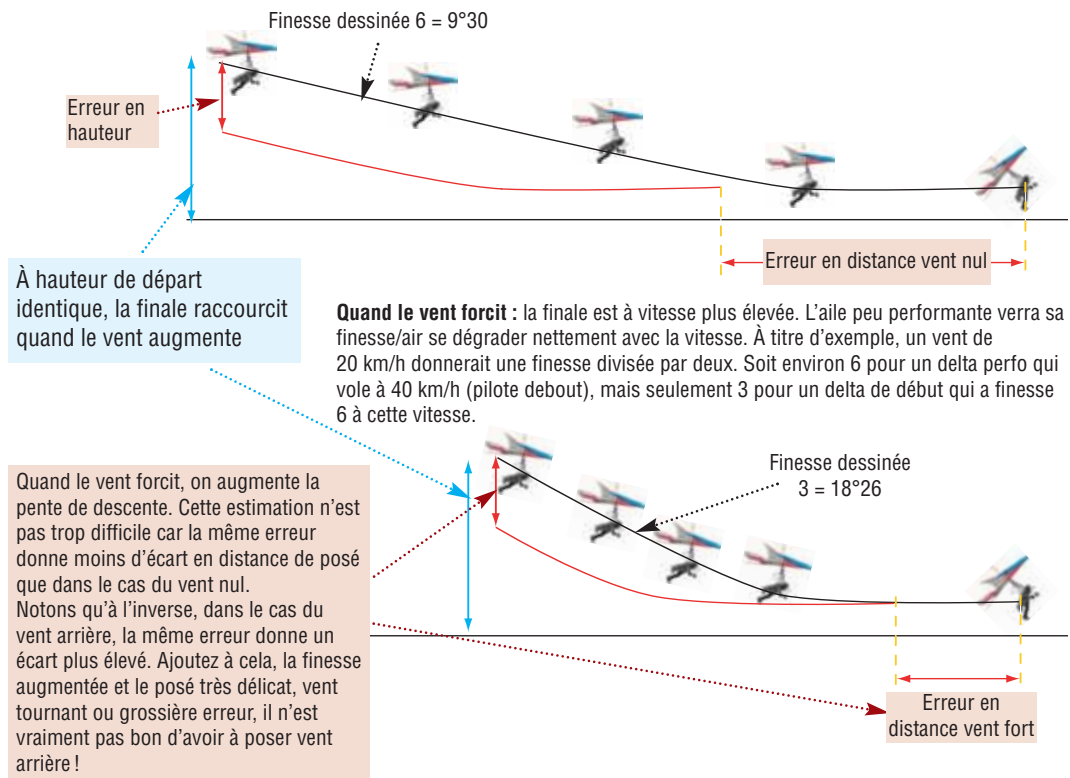 Finesse dessinée 6 = 9°30
Erreur en
hauteur
Erreur en distance vent nul
À hauteur de départ
identique, la finale raccourcit
quand le vent augmente
Quand le vent forcit : la finale est à vitesse plus élevée. L’aile peu performante verra sa
finesse/air se dégrader nettement avec la vitesse. À titre d’exemple, un vent de
20 km/h donnerait une finesse divisée par deux. Soit environ 6 pour un delta perfo qui
vole à 40 km/h (pilote debout), mais seulement 3 pour un delta de début qui a finesse
6 à cette vitesse.
Quand le vent forcit, on augmente la
pente de descente. Cette estimation n’est
pas trop difficile car la même erreur
donne moins d’écart en distance de posé
que dans le cas du vent nul.
Notons qu’à l’inverse, dans le cas du
vent arrière, la même erreur donne un
écart plus élevé. Ajoutez à cela, la finesse
augmentée et le posé très délicat, vent
tournant ou grossière erreur, il n’est
vraiment pas bon d’avoir à poser vent
arrière !
Finesse dessinée
3 = 18°26
Erreur en
distance vent fort